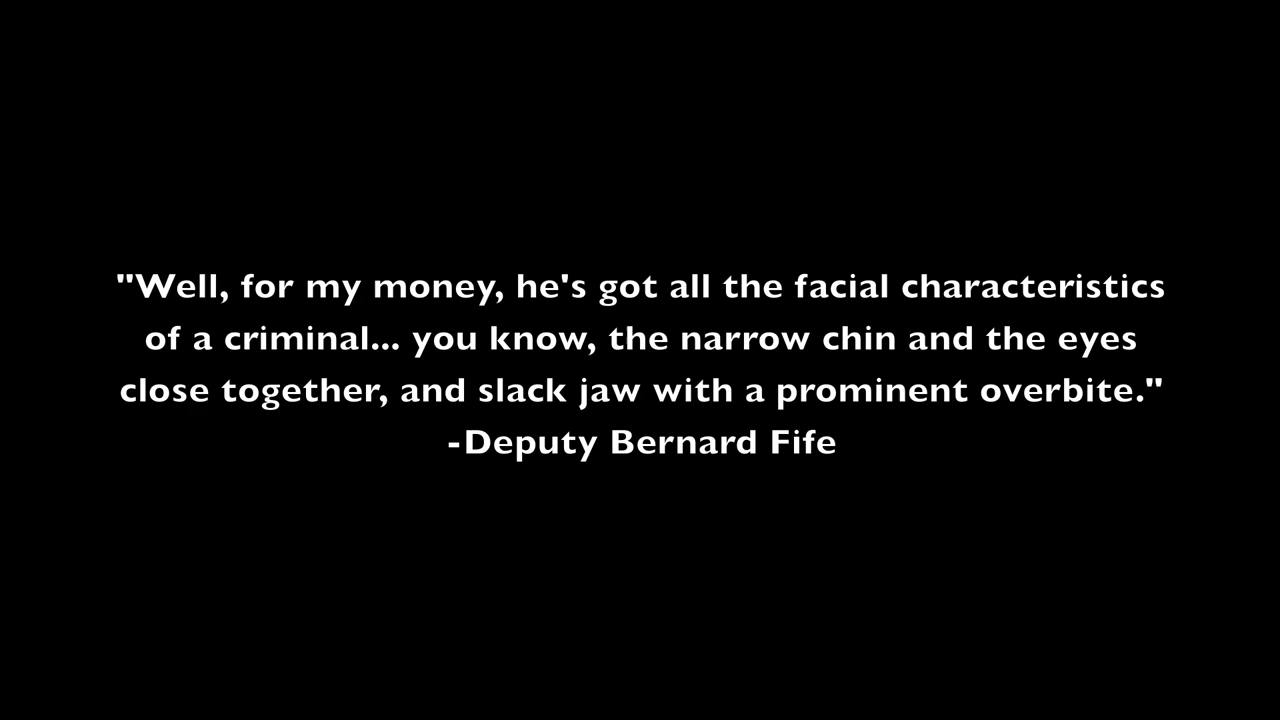 "Well, for my money, he's got all the facial characteristics
of a criminal... you know, the narrow chin and the eyes
close together, and slack jaw with a prominent overbite."
-Deputy Bernard Fife